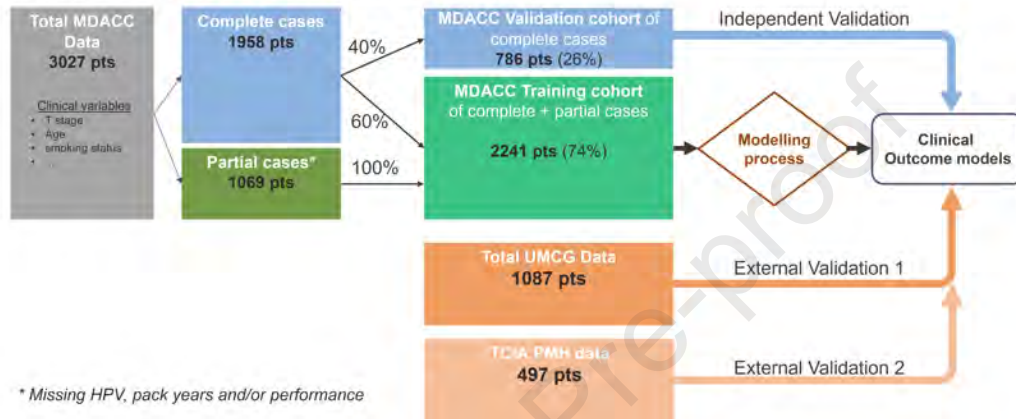 Total MDACC
Data
3027 pts
Clinical variables
• T stage
• Age
• smoking status
• ...
Complete cases
1958 pts
Partial cases*
1069 pts
40%
60%
100%
MDACC Validation cohort of
complete cases
786 pts (26%)
MDACC Training cohort
of complete + partial cases
2241 pts (74%)
Independent Validation
Modelling
process
Clinical
Outcome models
Total UMCG Data
1087 pts
External Validation 1
TCIA PMH data
497 pts
External Validation 2
* Missing HPV, pack years and/or performance
Pre-proof